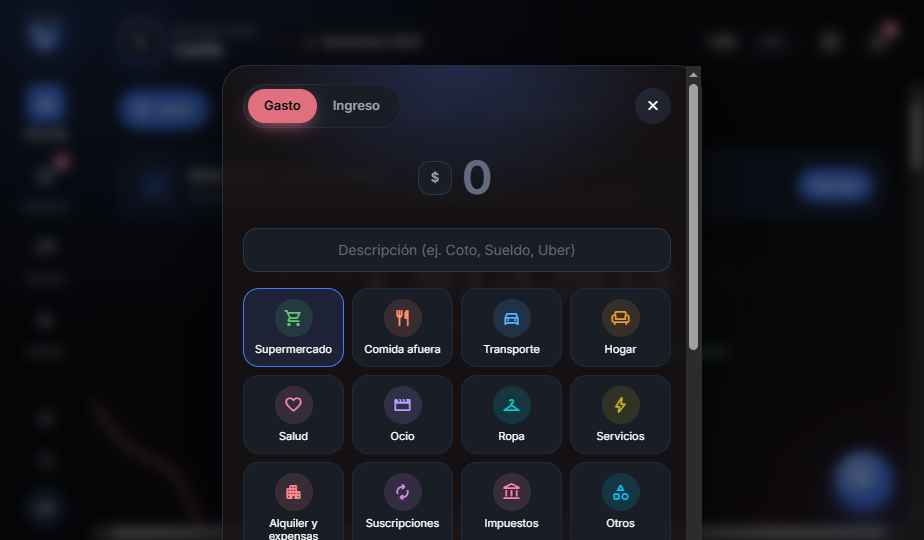 Gasto Ingreso
$ 0
Descripción (ej. Coto, Sueldo, Uber)
Supermercado Comida afuera Transporte Hogar
Salud Ocio Ropa Servicios
Alquiler y expensas Suscripciones Impuestos Otros